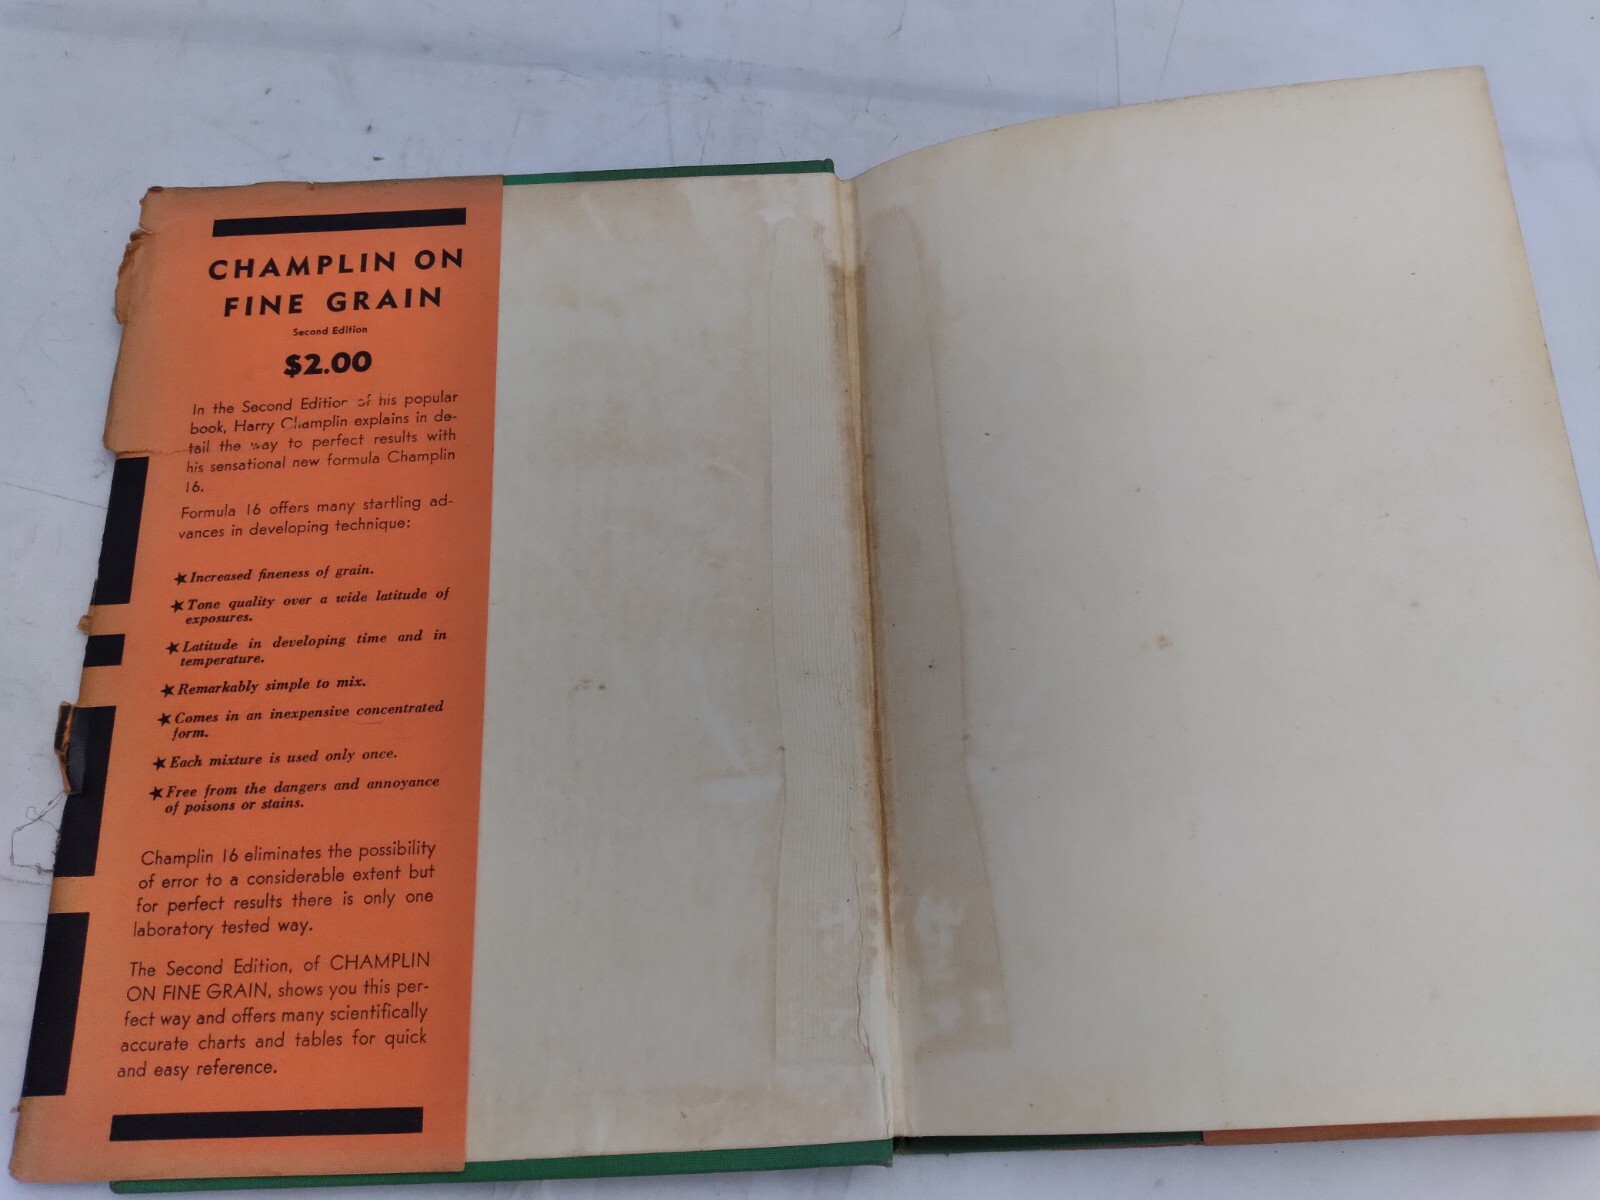 CHAMPLIN ON
FINE GRAIN
Second Edition
$2.00
In the Second Edition of his popular
book, Harry Champlin explains in de-
tail the way to perfect results with
his sensational new formula Champlin
16.
Formula 16 offers many startling ad-
vances in developing technique:
★ Increased fineness of grain.
★ Tone quality over a wide latitude of
exposures.
★ Latitude in developing time and in
temperature.
★ Remarkably simple to mix.
★ Comes in an inexpensive concentrated
form.
★ Each mixture is used only once.
★ Free from the dangers and annoyance
of poisons or stains.
Champlin 16 eliminates the possibility
of error to a considerable extent but
for perfect results there is only one
laboratory tested way.
The Second Edition, of CHAMPLIN
ON FINE GRAIN, shows you this per-
fect way and offers many scientifically
accurate charts and tables for quick
and easy reference.